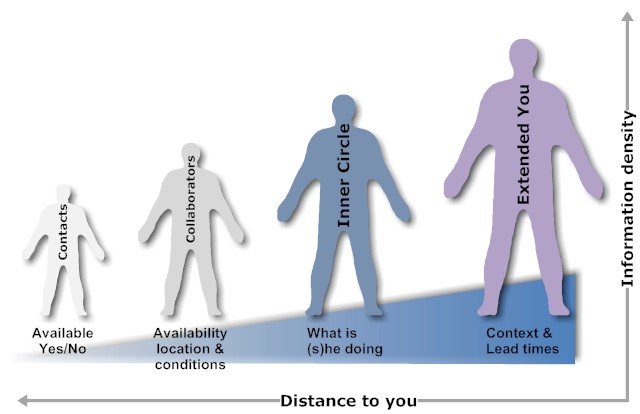 Contacts
Collaborators
Inner Circle
Extended You
Available
Yes/No
Availability
location &
conditions
What is
(s)he doing
Context &
Lead times
Information density
Distance to you